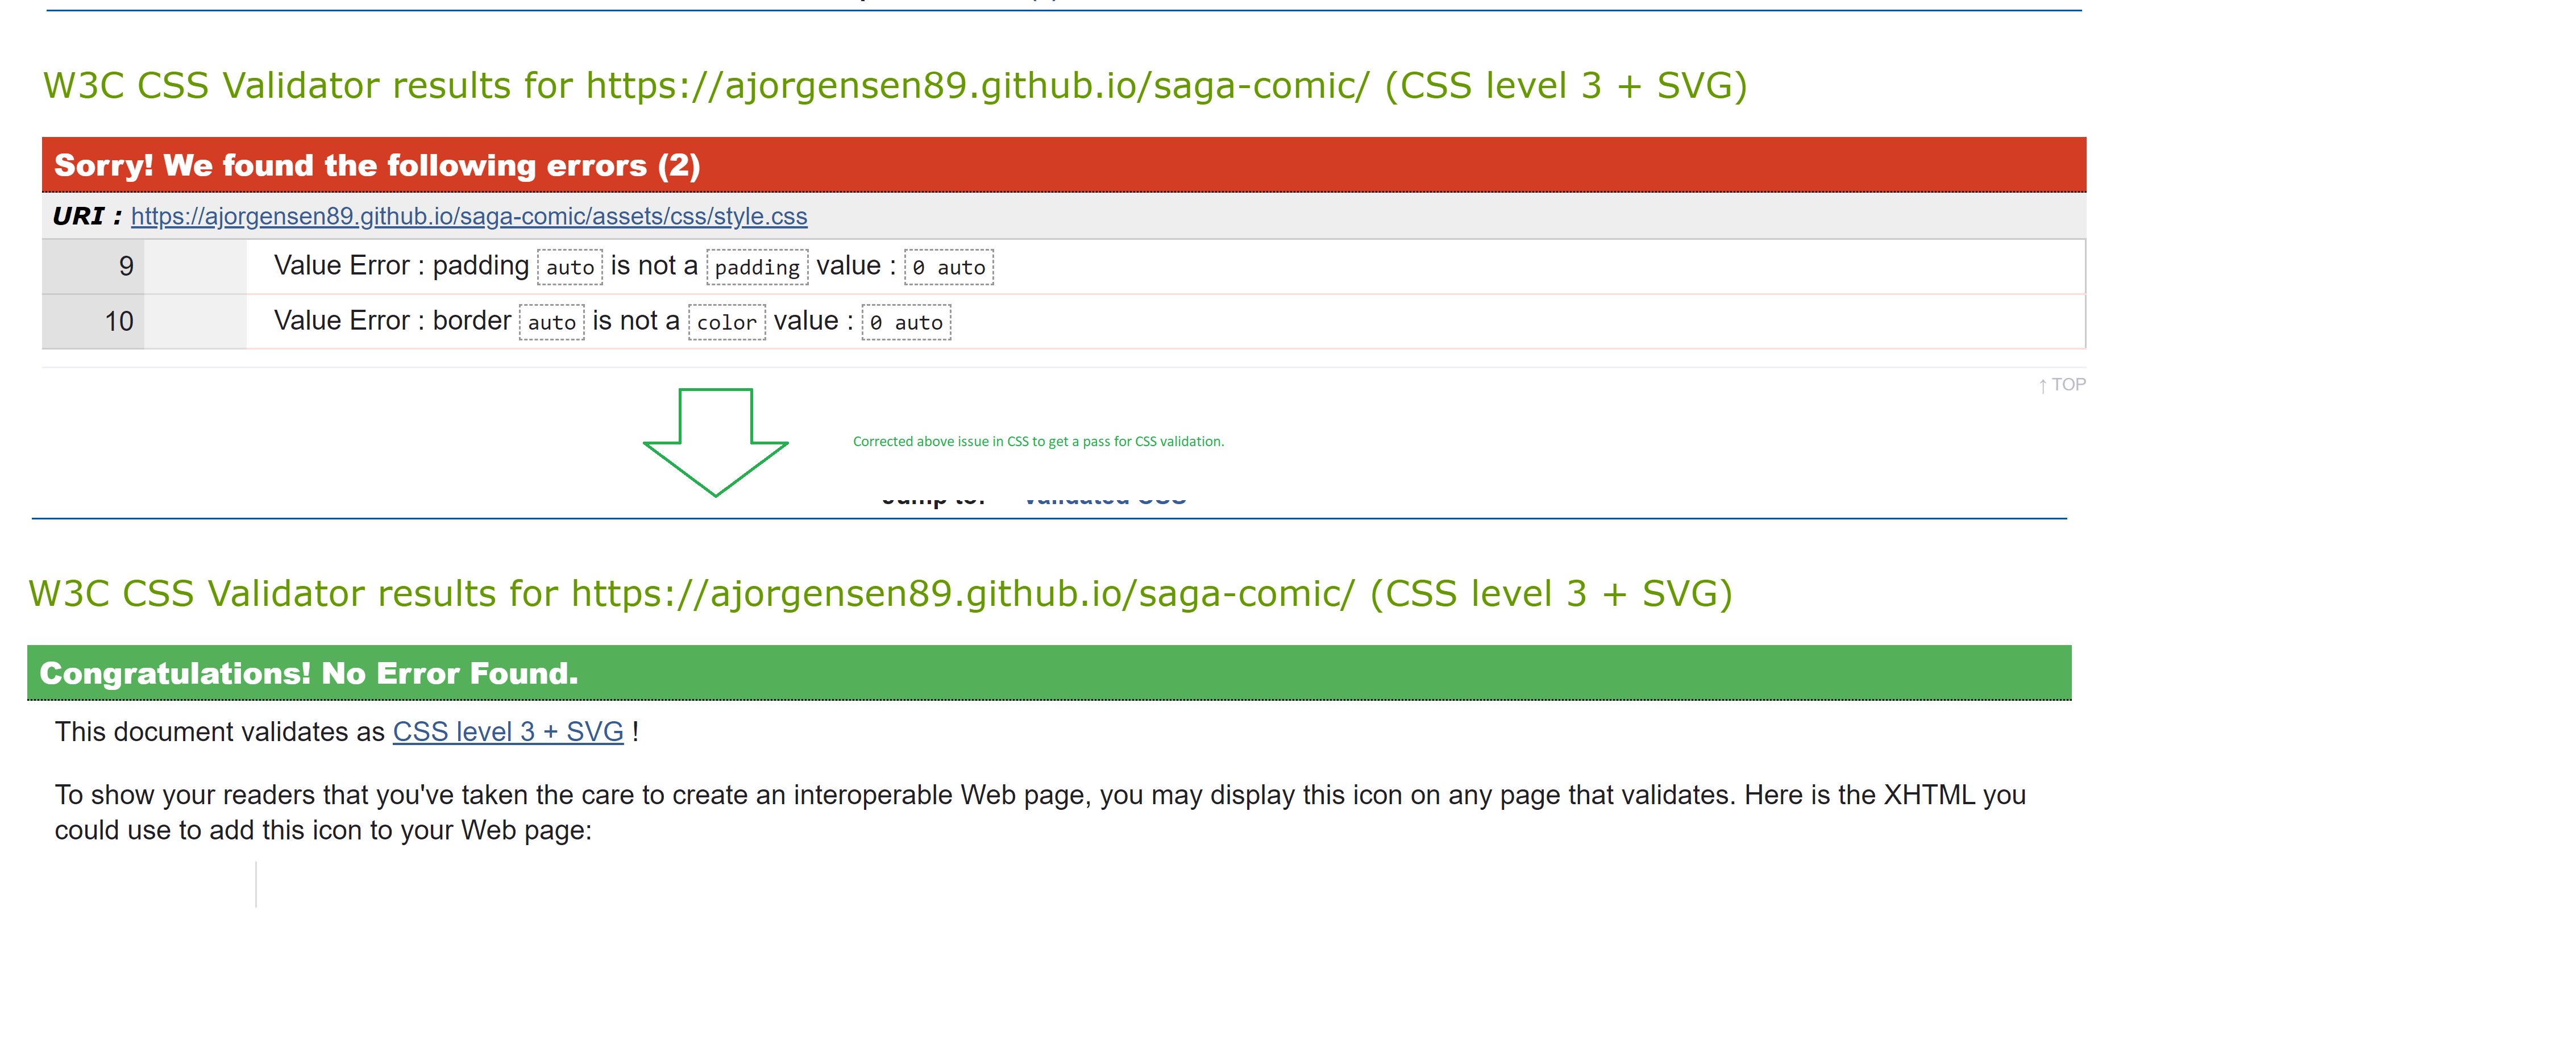 W3C CSS Validator results for https://ajorgensen89.github.io/saga-comic/ (CSS level 3 + SVG)
Sorry! We found the following errors (2)
URI : https://ajorgensen89.github.io/saga-comic/assets/css/style.css
9 Value Error : padding auto is not a padding value : 0 auto
10 Value Error : border auto is not a color value : 0 auto
↑ TOP
Corrected above issue in CSS to get a pass for CSS validation.
Jump to: Validated CSS
W3C CSS Validator results for https://ajorgensen89.github.io/saga-comic/ (CSS level 3 + SVG)
Congratulations! No Error Found.
This document validates as CSS level 3 + SVG !
To show your readers that you've taken the care to create an interoperable Web page, you may display this icon on any page that validates. Here is the XHTML you
could use to add this icon to your Web page: